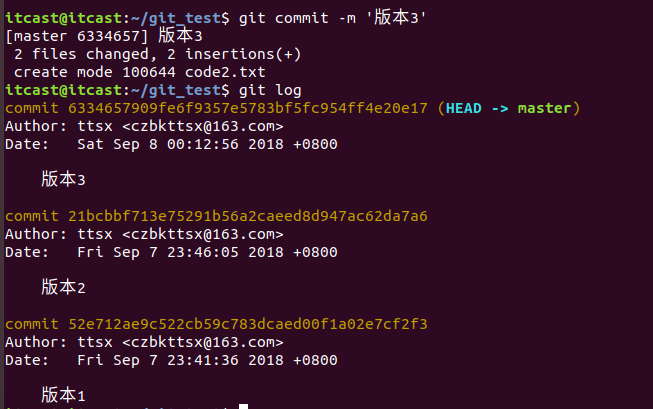 itcast@itcast:~/git_test$ git commit -m '版本3'
[master 6334657] 版本3
 2 files changed, 2 insertions(+)
 create mode 100644 code2.txt
itcast@itcast:~/git_test$ git log
commit 6334657909fe6f9357e5783bf5fc954ff4e20e17 (HEAD -> master)
Author: ttsx <czbkttsx@163.com>
Date:   Sat Sep 8 00:12:56 2018 +0800
    版本3
commit 21bcbbf713e75291b56a2caeed8d947ac62da7a6
Author: ttsx <czbkttsx@163.com>
Date:   Fri Sep 7 23:46:05 2018 +0800
    版本2
commit 52e712ae9c522cb59c783dcaed00f1a02e7cf2f3
Author: ttsx <czbkttsx@163.com>
Date:   Fri Sep 7 23:41:36 2018 +0800
    版本1